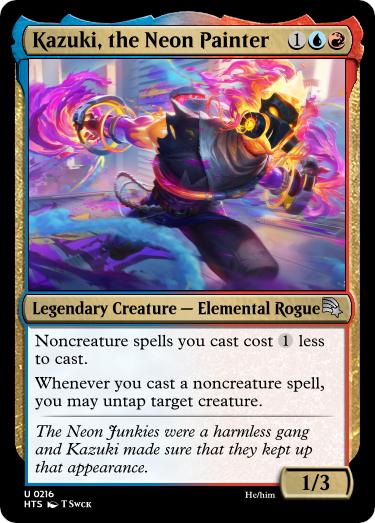 Kazuki, the Neon Painter 1
Legendary Creature — Elemental Rogue
Noncreature spells you cast cost 1 less
to cast.
Whenever you cast a noncreature spell,
you may untap target creature.
The Neon Junkies were a harmless gang
and Kazuki made sure that they kept up
that appearance.
1/3
U 0216
HTS T Swck
He/him